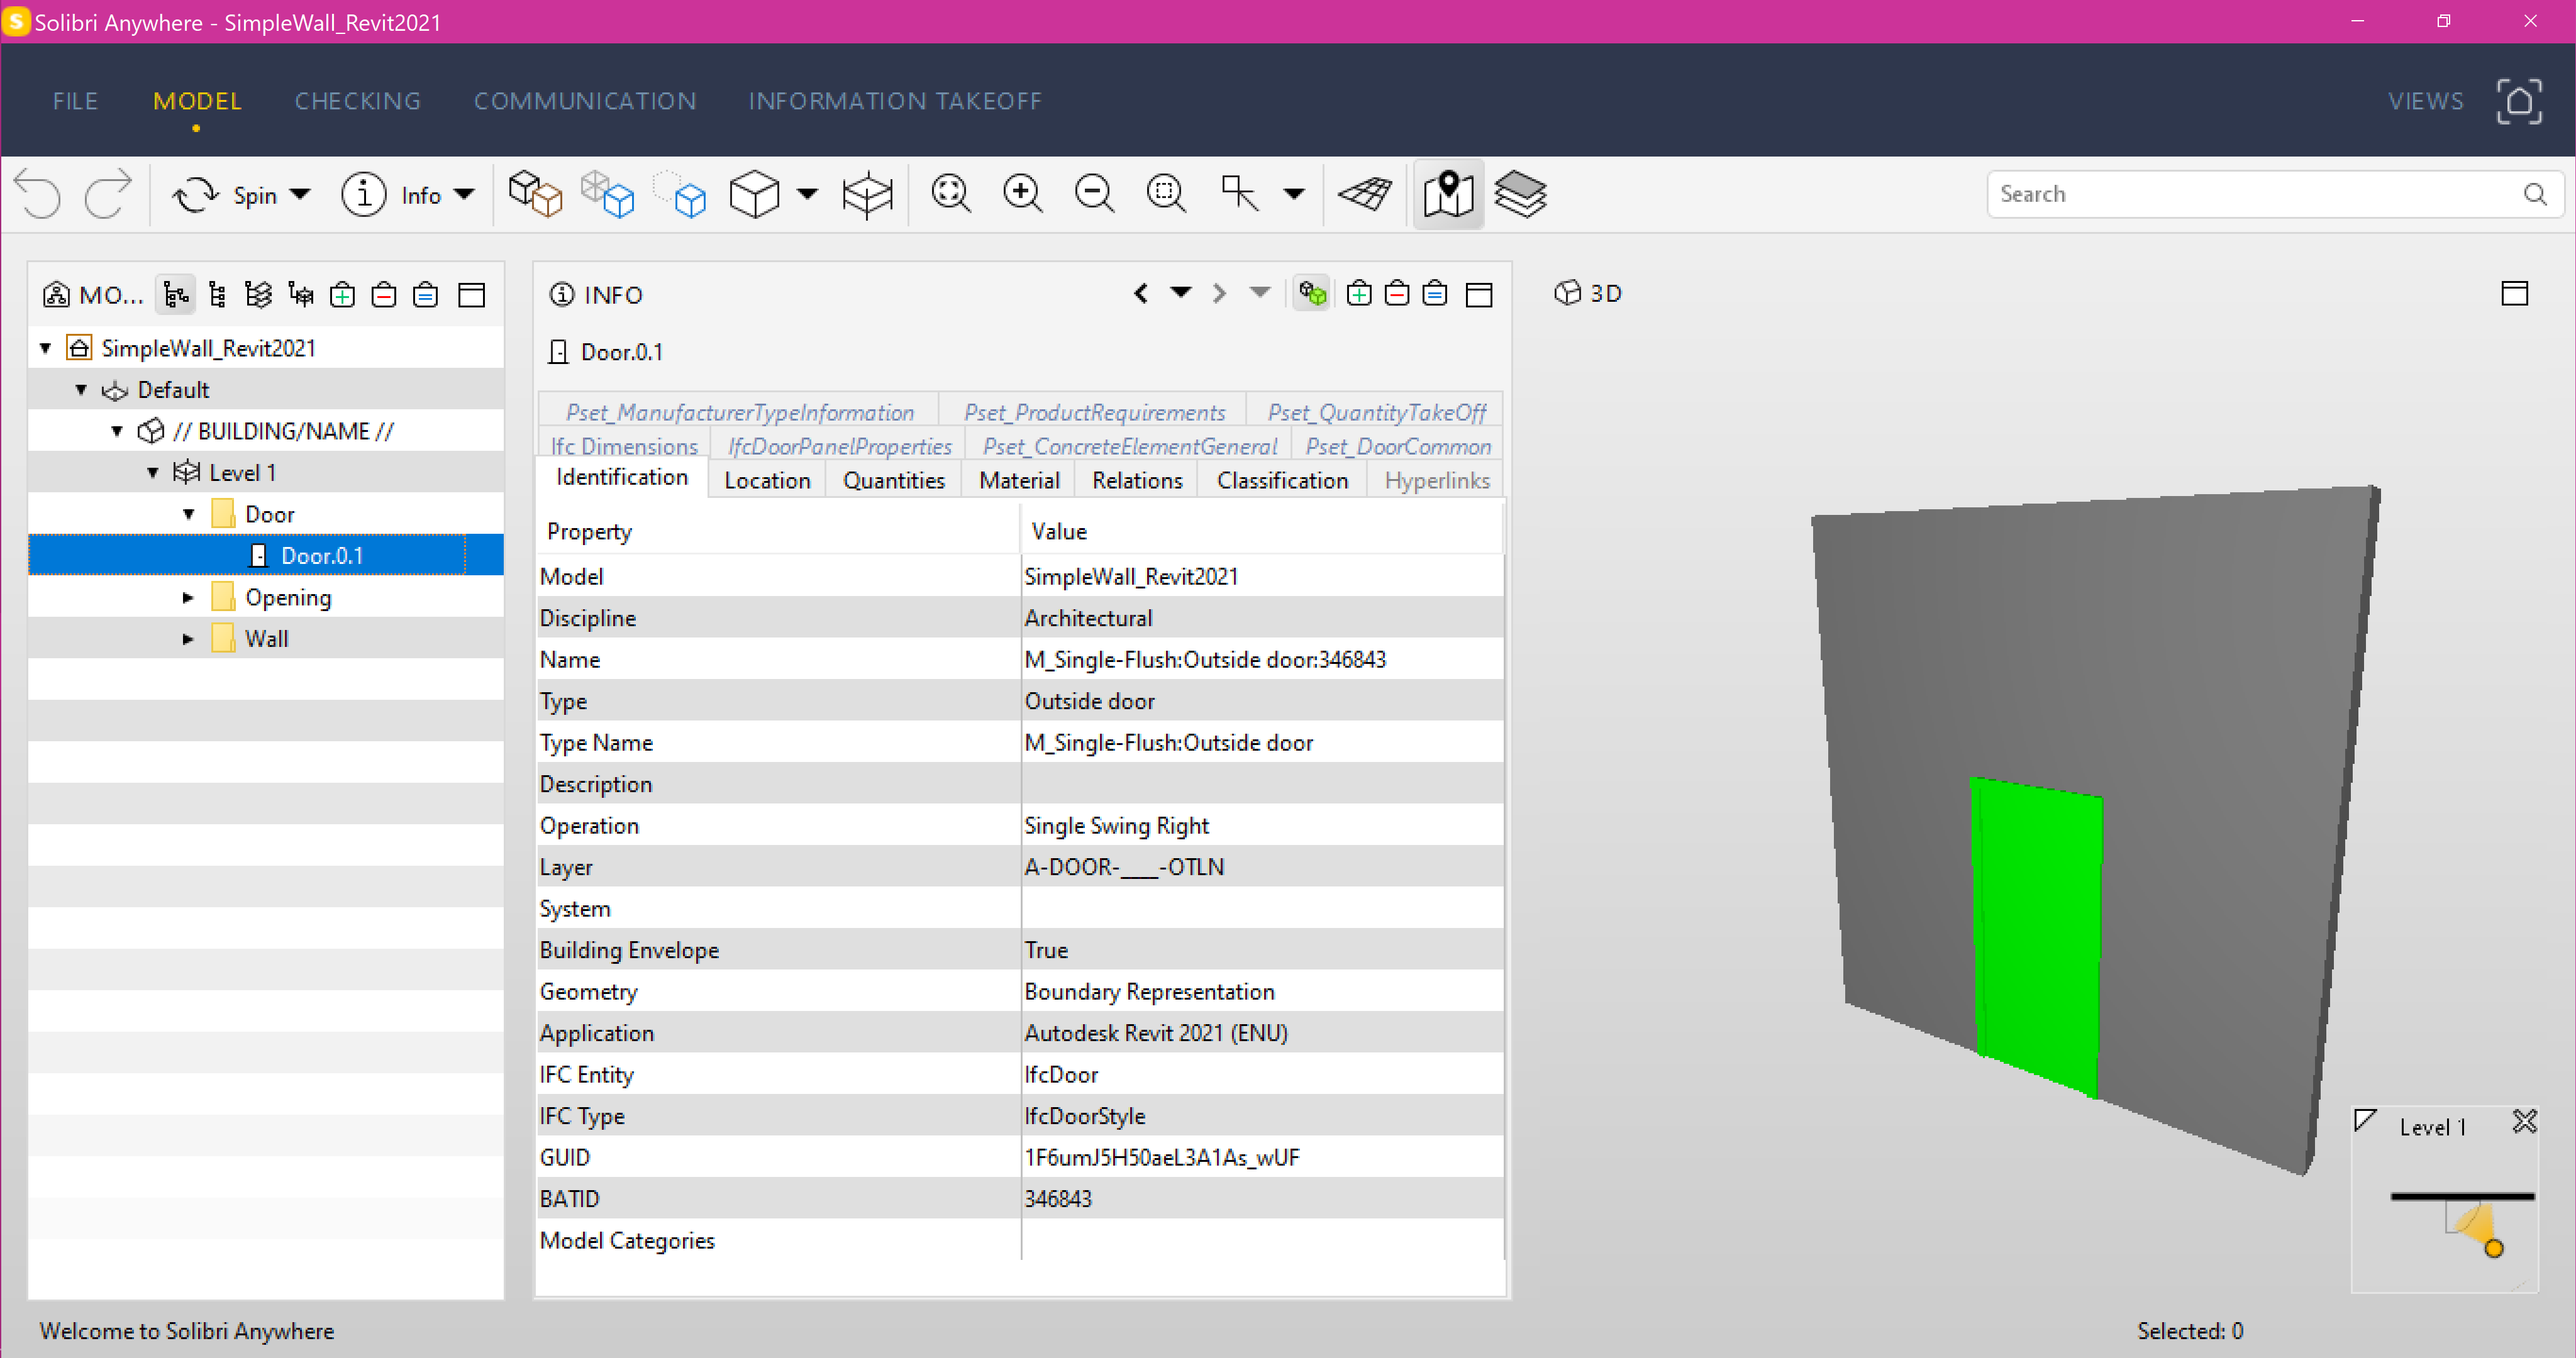 Solibri Anywhere - SimpleWall_Revit2021
FILE MODEL CHECKING COMMUNICATION INFORMATION TAKEOFF VIEWS
Spin Info Search
MO...
SimpleWall_Revit2021
Default
// BUILDING/NAME //
Level 1
Door
Door.0.1
Opening
Wall
INFO
Door.0.1
Pset_ManufacturerTypeInformation Pset_ProductRequirements Pset_QuantityTakeOff
Ifc Dimensions IfcDoorPanelProperties Pset_ConcreteElementGeneral Pset_DoorCommon
Identification Location Quantities Material Relations Classification Hyperlinks
Property Value
Model SimpleWall_Revit2021
Discipline Architectural
Name M_Single-Flush:Outside door:346843
Type Outside door
Type Name M_Single-Flush:Outside door
Description
Operation Single Swing Right
Layer A-DOOR-____-OTLN
System
Building Envelope True
Geometry Boundary Representation
Application Autodesk Revit 2021 (ENU)
IFC Entity IfcDoor
IFC Type IfcDoorStyle
GUID 1F6umJ5H50aeL3A1As_wUF
BATID 346843
Model Categories
3D
Level 1
Welcome to Solibri Anywhere
Selected: 0